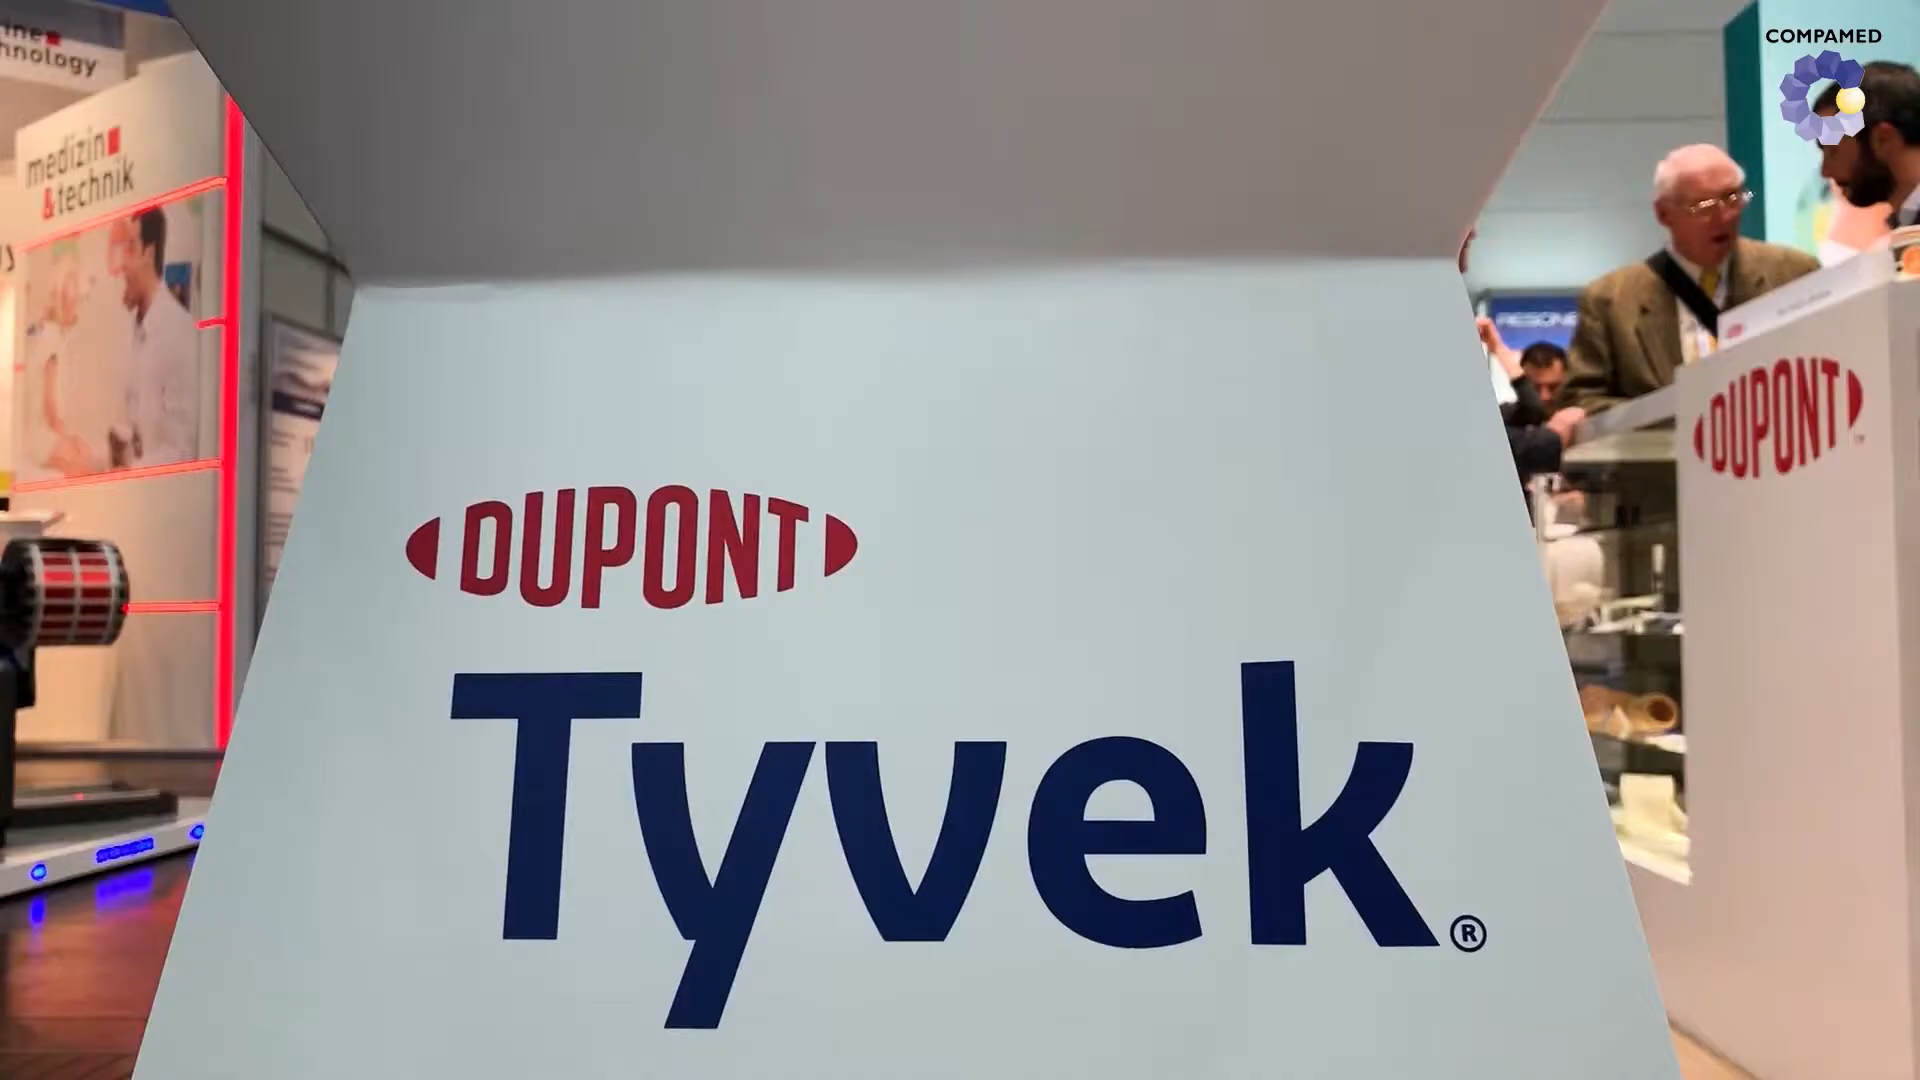 COMPAMED
medizin
&technik
DUPONT
Tyvek®
DUPONT